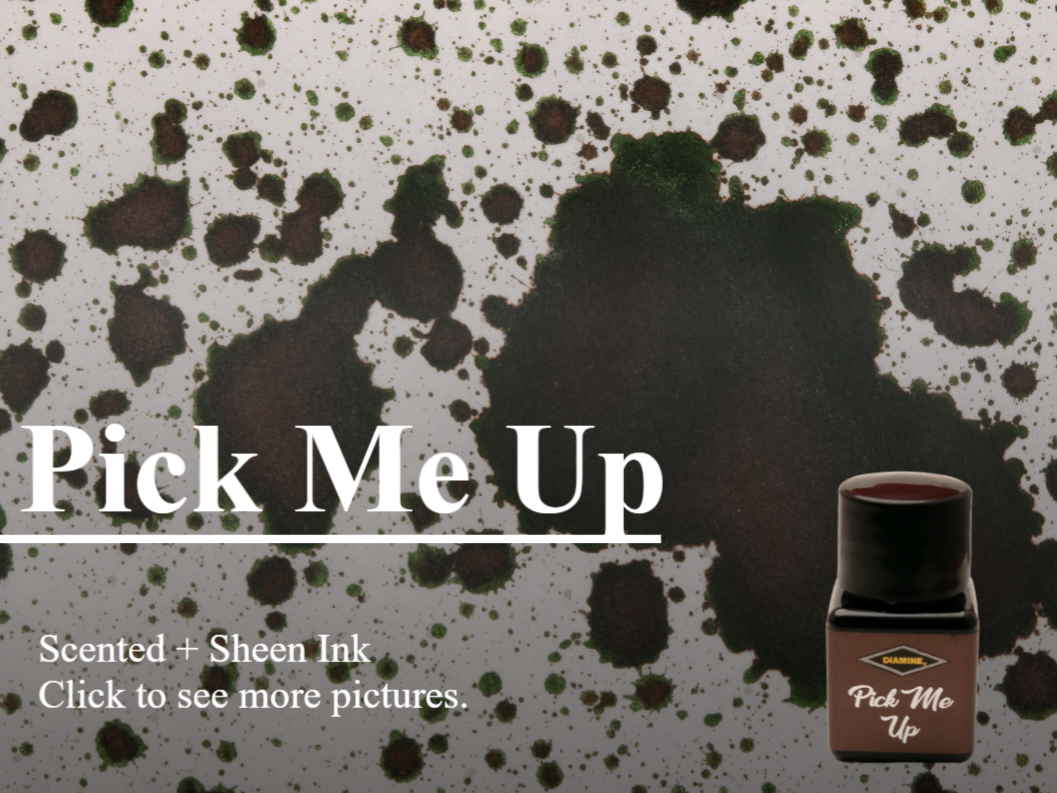 Pick Me Up
Scented + Sheen Ink
Click to see more pictures.
DIAMINE
Pick Me
Up